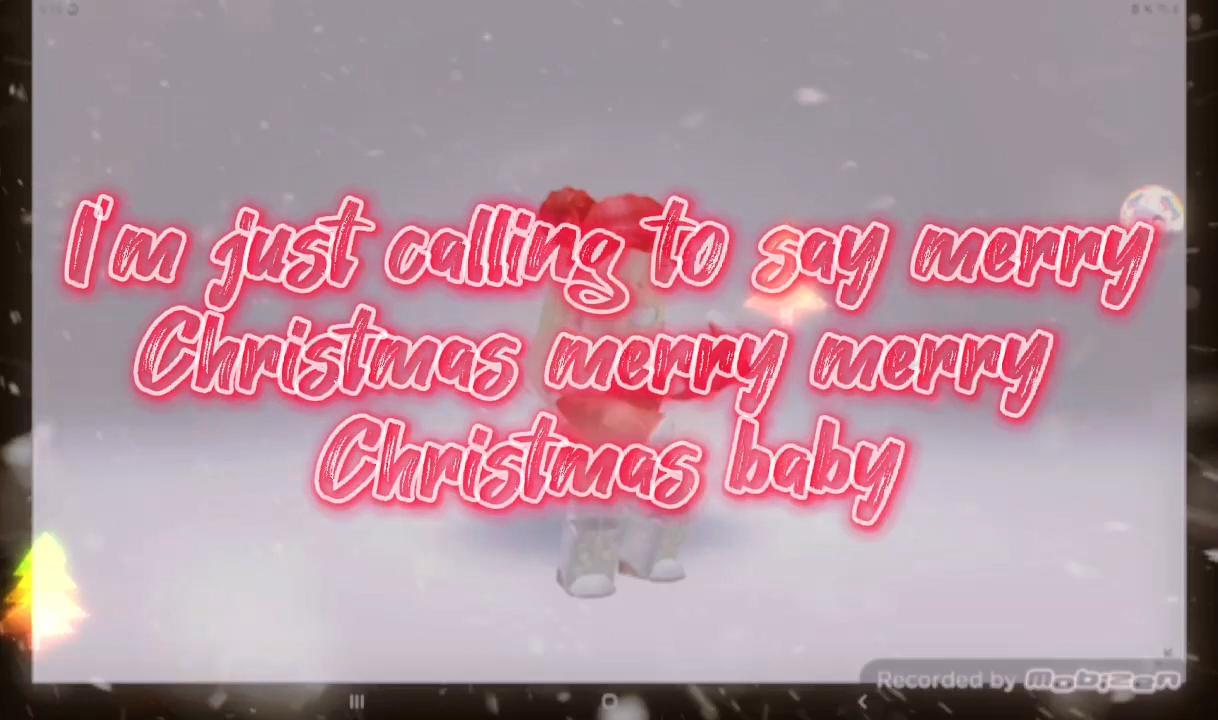 I'm just calling to say merry
Christmas merry merry
Christmas baby
Recorded by mobizen